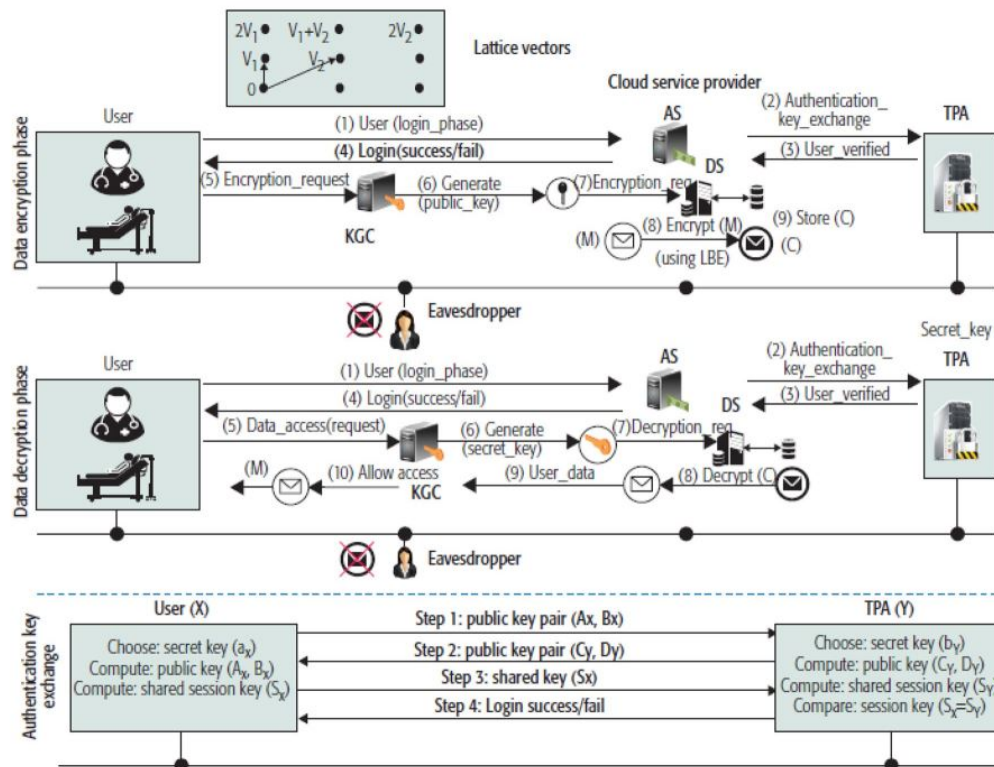 2V1 V1+V2 2V2
Lattice vectors
V1 V2
0
Cloud service provider
User
(1) User (login_phase)
AS
(2) Authentication_
key_exchange
TPA
(4) Login(success/fail)
(3) User_verified
Data encryption phase
(5) Encryption_request
(6) Generate
(public_key)
(7)Encryption_req
DS
KGC
(M)
(8) Encrypt (M)
(using LBE)
(9) Store (C)
(C)
Eavesdropper
Secret_key
User
(1) User (login_phase)
AS
(2) Authentication_
key_exchange
TPA
(4) Login(success/fail)
(3) User_verified
Data decryption phase
(5) Data_access(request)
(6) Generate
(secret_key)
(7)Decryption_req
DS
(M)
(10) Allow access
KGC
(9) User_data
(8) Decrypt (C)
Eavesdropper
Authentication key
exchange
User (X)
Choose: secret key (aX)
Compute: public key (AX, BX)
Compute: shared session key (SX)
Step 1: public key pair (Ax, Bx)
Step 2: public key pair (Cy, Dy)
Step 3: shared key (Sx)
Step 4: Login success/fail
TPA (Y)
Choose: secret key (bY)
Compute: public key (CY, DY)
Compute: shared session key (SY)
Compare: session key (SX=SY)